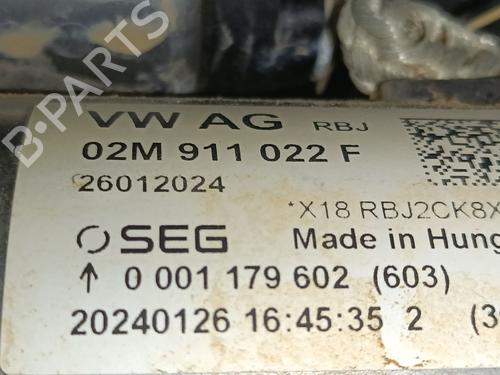 VW AG RBJ
02M 911 022 F
26012024
*X18 RBJ2CK8X
SEG Made in Hung
↑ 0 001 179 602 (603)
20240126 16:45:35 2 (3
B-PARTS